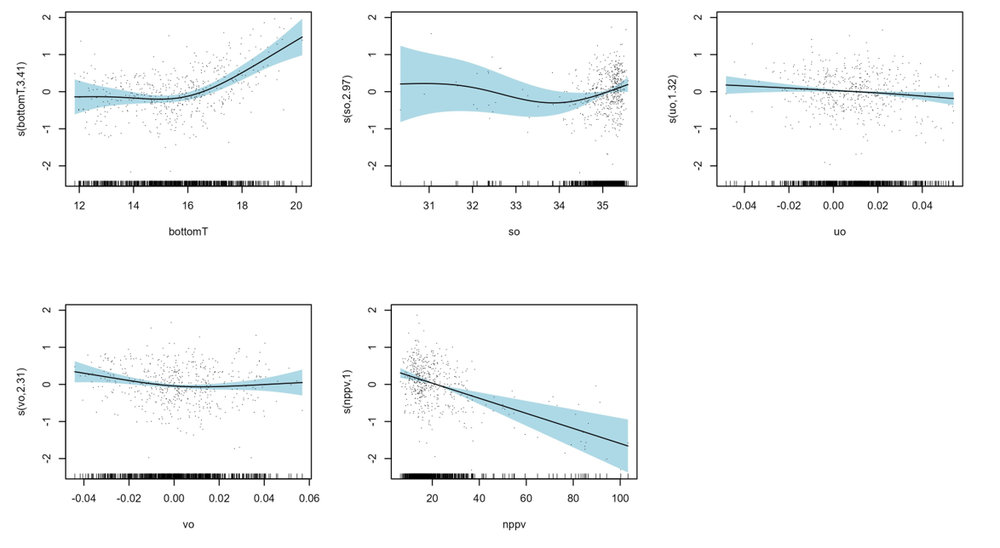 s(bottomT,3.41)
2
1
0
-1
-2
12 14 16 18 20
bottomT
s(so,2.97)
2
1
0
-1
-2
31 32 33 34 35
so
s(uo,1.32)
2
1
0
-1
-2
-0.04 -0.02 0.00 0.02 0.04
uo
s(vo,2.31)
2
1
0
-1
-2
-0.04 -0.02 0.00 0.02 0.04 0.06
vo
s(nppv,1)
2
1
0
-1
-2
20 40 60 80 100
nppv